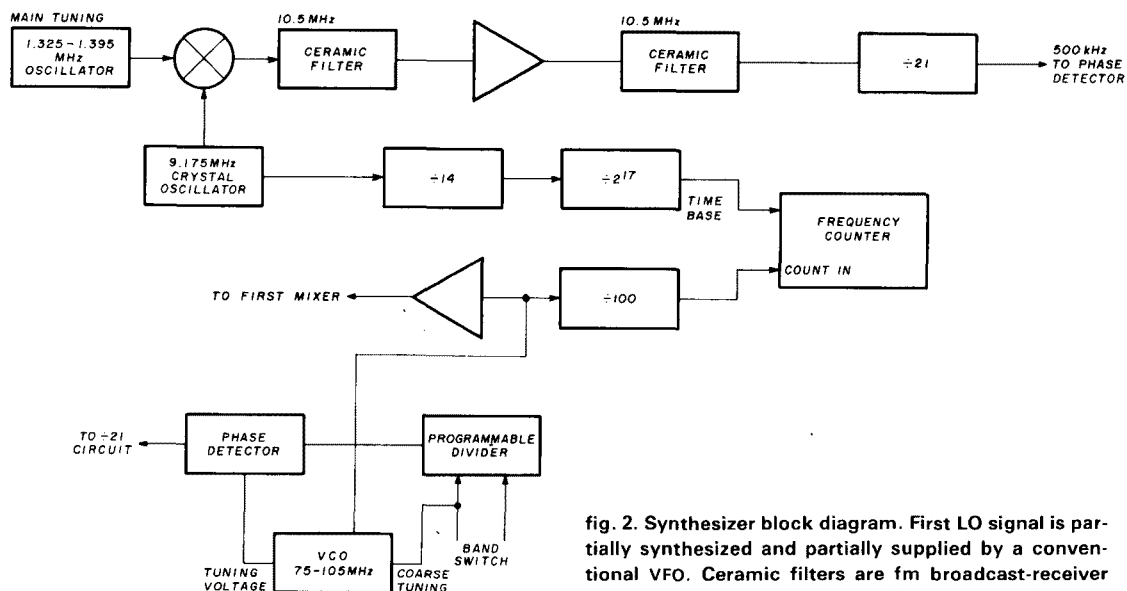 MAIN TUNING
1.325-1.395
MHz
OSCILLATOR
10.5 MHz
CERAMIC
FILTER
10.5 MHz
CERAMIC
FILTER
÷21
500 kHz
TO PHASE
DETECTOR
9.175MHz
CRYSTAL
OSCILLATOR
÷14
÷2¹⁷
TIME
BASE
FREQUENCY
COUNTER
COUNT IN
TO FIRST MIXER
÷100
TO ÷21
CIRCUIT
PHASE
DETECTOR
PROGRAMMABLE
DIVIDER
TUNING
VOLTAGE
VCO
75-105MHz
COARSE
TUNING
BAND
SWITCH
fig. 2. Synthesizer block diagram. First LO signal is par-
tially synthesized and partially supplied by a conven-
tional VFO. Ceramic filters are fm broadcast-receiver